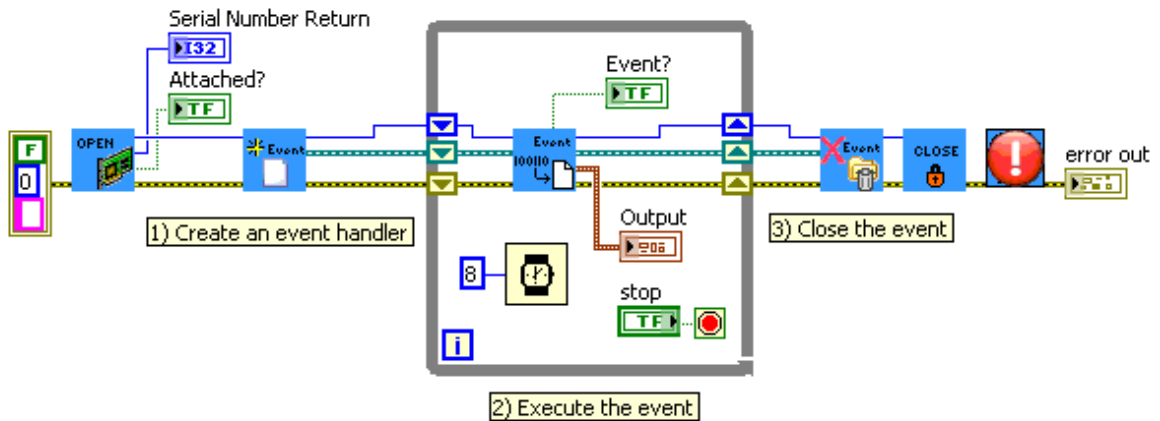 Serial Number Return
I32
Attached?
TF
Event?
TF
F
0
OPEN
Event
Event
100110
Event
CLOSE
error out
1) Create an event handler
Output
3) Close the event
8
stop
TF
i
2) Execute the event